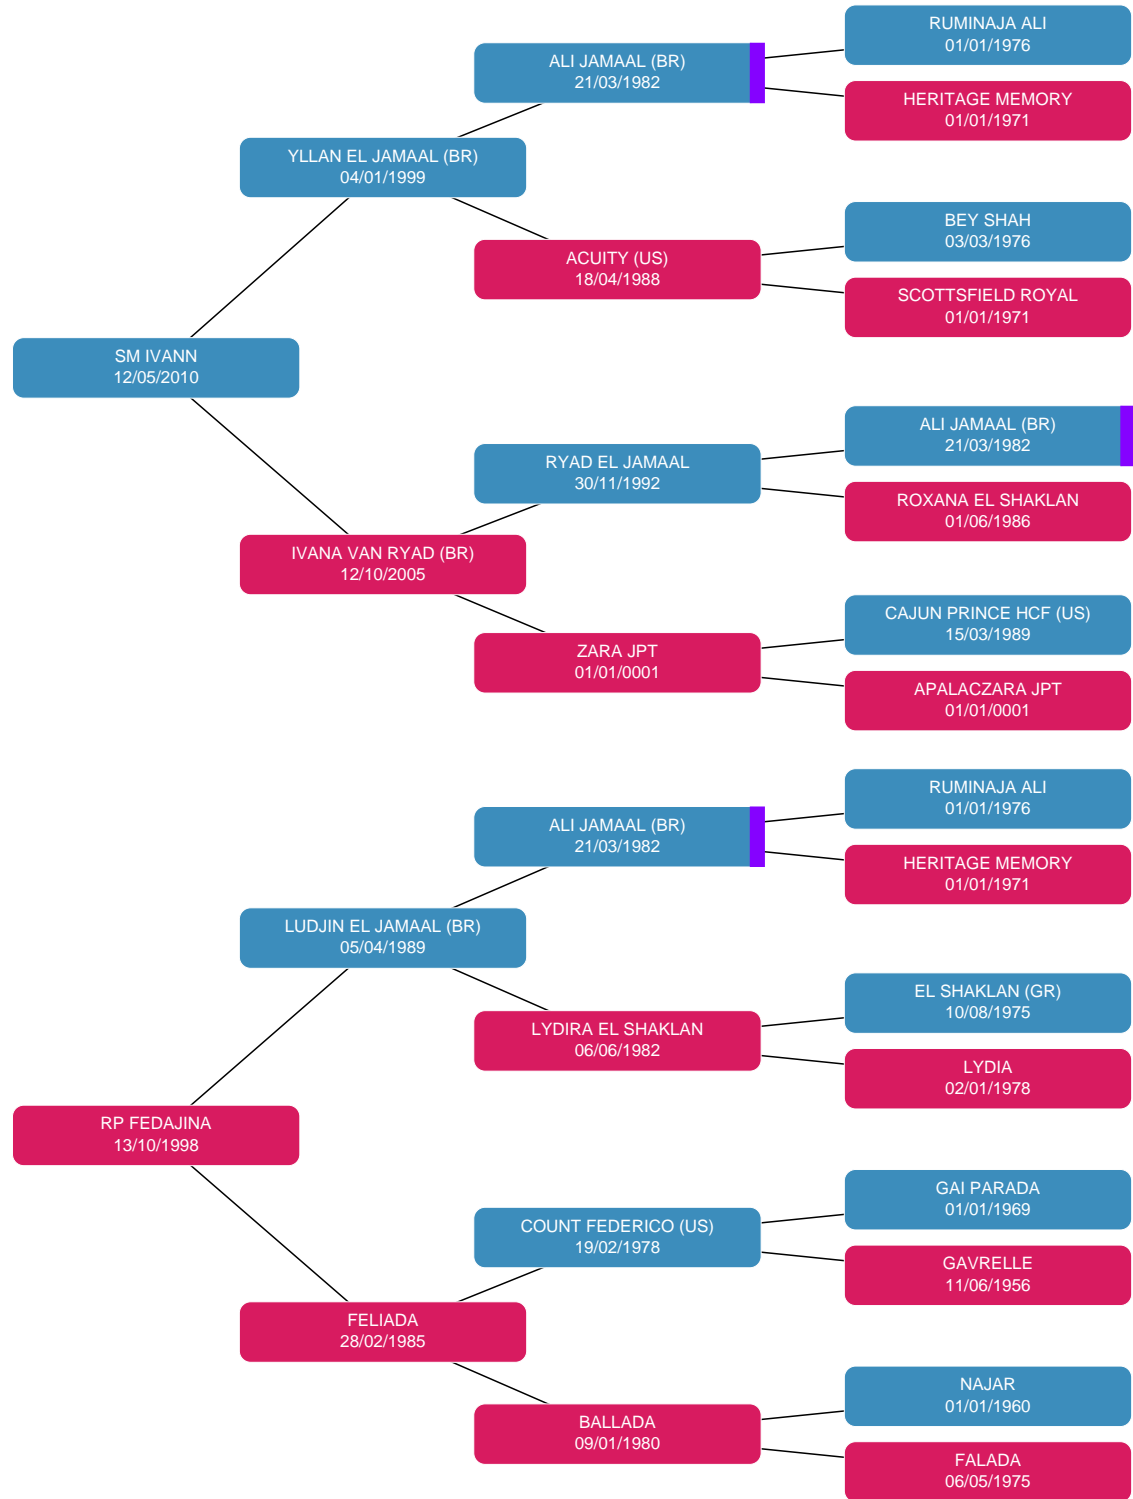 RUMINAJA ALI
01/01/1976
ALI JAMAAL (BR)
21/03/1982
HERITAGE MEMORY
01/01/1971
YLLAN EL JAMAAL (BR)
04/01/1999
BEY SHAH
03/03/1976
ACUITY (US)
18/04/1988
SCOTTSFIELD ROYAL
01/01/1971
SM IVANN
12/05/2010
ALI JAMAAL (BR)
21/03/1982
RYAD EL JAMAAL
30/11/1992
ROXANA EL SHAKLAN
01/06/1986
IVANA VAN RYAD (BR)
12/10/2005
CAJUN PRINCE HCF (US)
15/03/1989
ZARA JPT
01/01/0001
APALACZARA JPT
01/01/0001
RUMINAJA ALI
01/01/1976
ALI JAMAAL (BR)
21/03/1982
HERITAGE MEMORY
01/01/1971
LUDJIN EL JAMAAL (BR)
05/04/1989
EL SHAKLAN (GR)
10/08/1975
LYDIRA EL SHAKLAN
06/06/1982
LYDIA
02/01/1978
RP FEDAJINA
13/10/1998
GAI PARADA
01/01/1969
COUNT FEDERICO (US)
19/02/1978
GAVRELLE
11/06/1956
FELIADA
28/02/1985
NAJAR
01/01/1960
BALLADA
09/01/1980
FALADA
06/05/1975